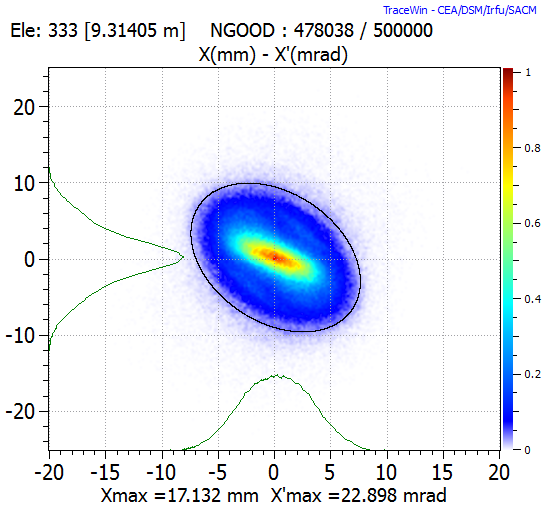 TraceWin - CEA/DSM/Irfu/SACM
Ele: 333 [9.31405 m] NGOOD : 478038 / 500000
X(mm) - X'(mrad)
20
10
0
-10
-20
1
0.8
0.6
0.4
0.2
0
-20 -15 -10 -5 0 5 10 15 20
Xmax =17.132 mm X'max =22.898 mrad